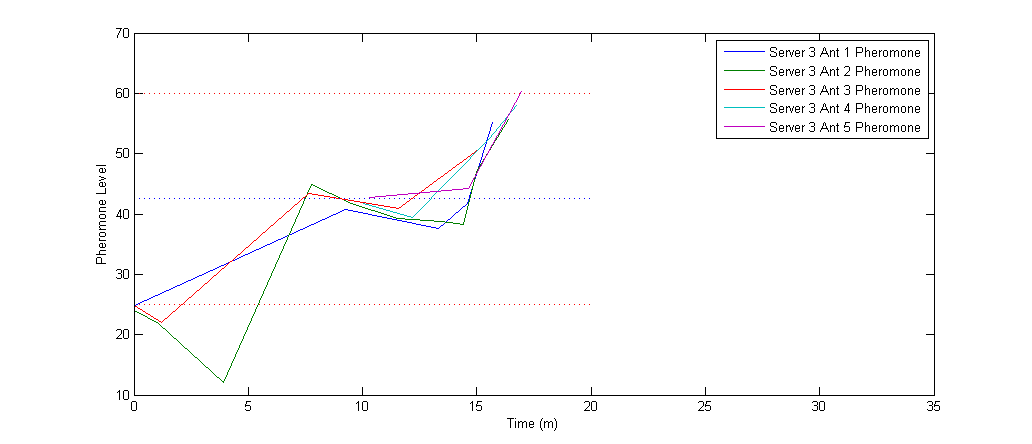 70
60
50
40
30
20
10
Pheromone Level
0 5 10 15 20 25 30 35
Time (m)
Server 3 Ant 1 Pheromone
Server 3 Ant 2 Pheromone
Server 3 Ant 3 Pheromone
Server 3 Ant 4 Pheromone
Server 3 Ant 5 Pheromone